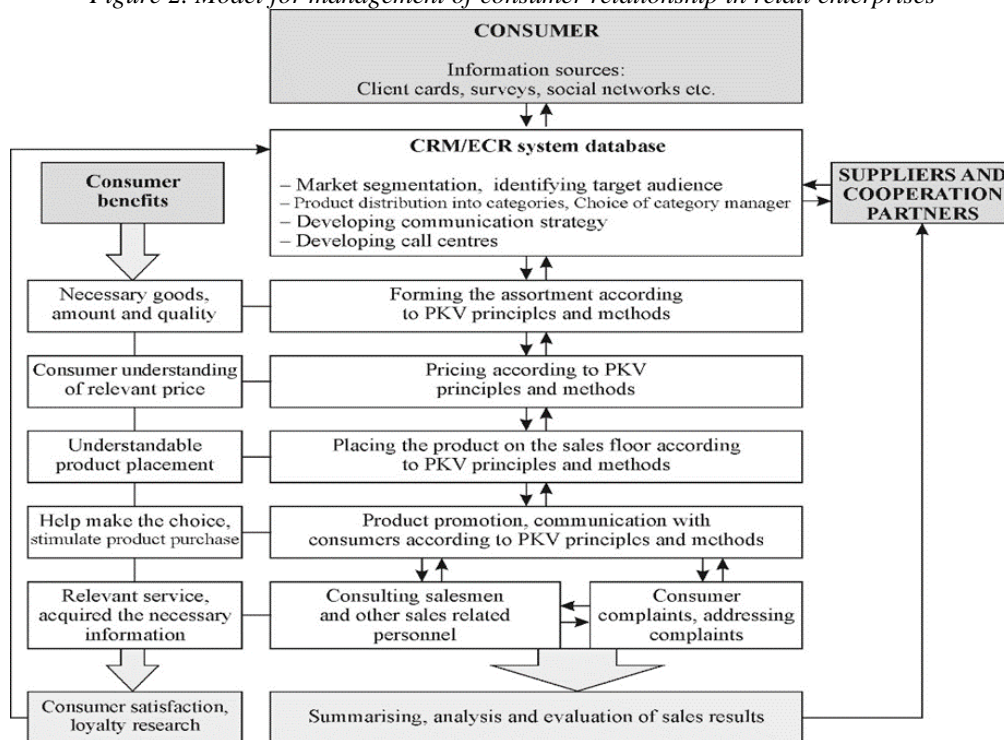 Figure 2. Model for management of consumer relationship in retail enterprises
CONSUMER
Information sources:
Client cards, surveys, social networks etc.
CRM/ECR system database
– Market segmentation, identifying target audience
– Product distribution into categories, Choice of category manager
– Developing communication strategy
– Developing call centres
Consumer
benefits
SUPPLIERS AND
COOPERATION
PARTNERS
Necessary goods,
amount and quality
Forming the assortment according
to PKV principles and methods
Consumer understanding
of relevant price
Pricing according to PKV
principles and methods
Understandable
product placement
Placing the product on the sales floor according
to PKV principles and methods
Help make the choice,
stimulate product purchase
Product promotion, communication with
consumers according to PKV principles and methods
Relevant service,
acquired the necessary
information
Consulting salesmen
and other sales related
personnel
Consumer
complaints, addressing
complaints
Consumer satisfaction,
loyalty research
Summarising, analysis and evaluation of sales results